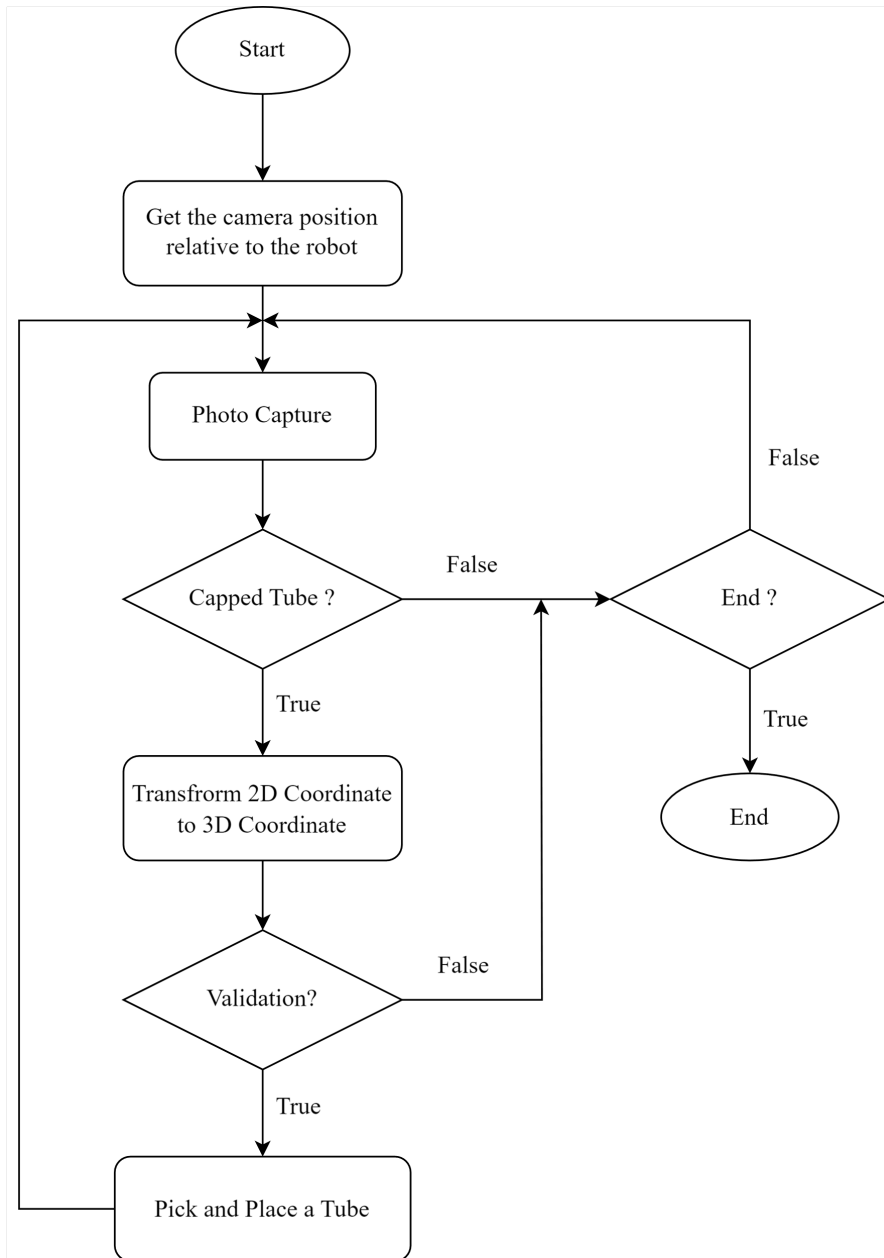 Start
Get the camera position
relative to the robot
Photo Capture
False
Capped Tube ?
False
End ?
True
True
Transfrorm 2D Coordinate
to 3D Coordinate
End
False
Validation?
True
Pick and Place a Tube